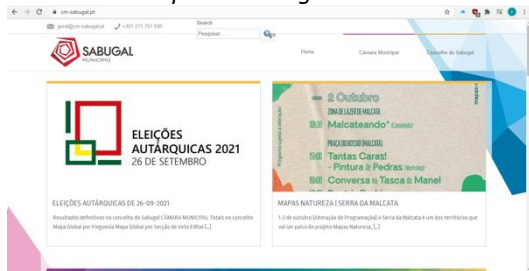 cm-sabugal.pt
geral@cm-sabugal.pt +351 271 751 040
Search
Pesquisar ...
SABUGAL
MUNICÍPIO
Home Câmara Municipal Concelho do Sabugal
ELEIÇÕES
AUTÁRQUICAS 2021
26 DE SETEMBRO
2 Outubro
ZONA DE LAZER DE MALCATA
Malcateando*
PRAÇA DO ROSSIO (MALCATA)
Tantas Caras!
- Pintura de Pedras
Conversa na Tasca do Manel
ELEIÇÕES AUTÁRQUICAS DE 26-09-2021
Resultados definitivos no concelho do Sabugal CÂMARA MUNICIPAL Totais no concelho
Mapa Global por Freguesia Mapa Global por Secção de Voto Edital [...]
MAPAS NATUREZA | SERRA DA MALCATA
1-3 de outubro [Alteração de Programação] A Serra da Malcata é um dos territórios que
vai ser palco do projeto Mapas Natureza, [...]